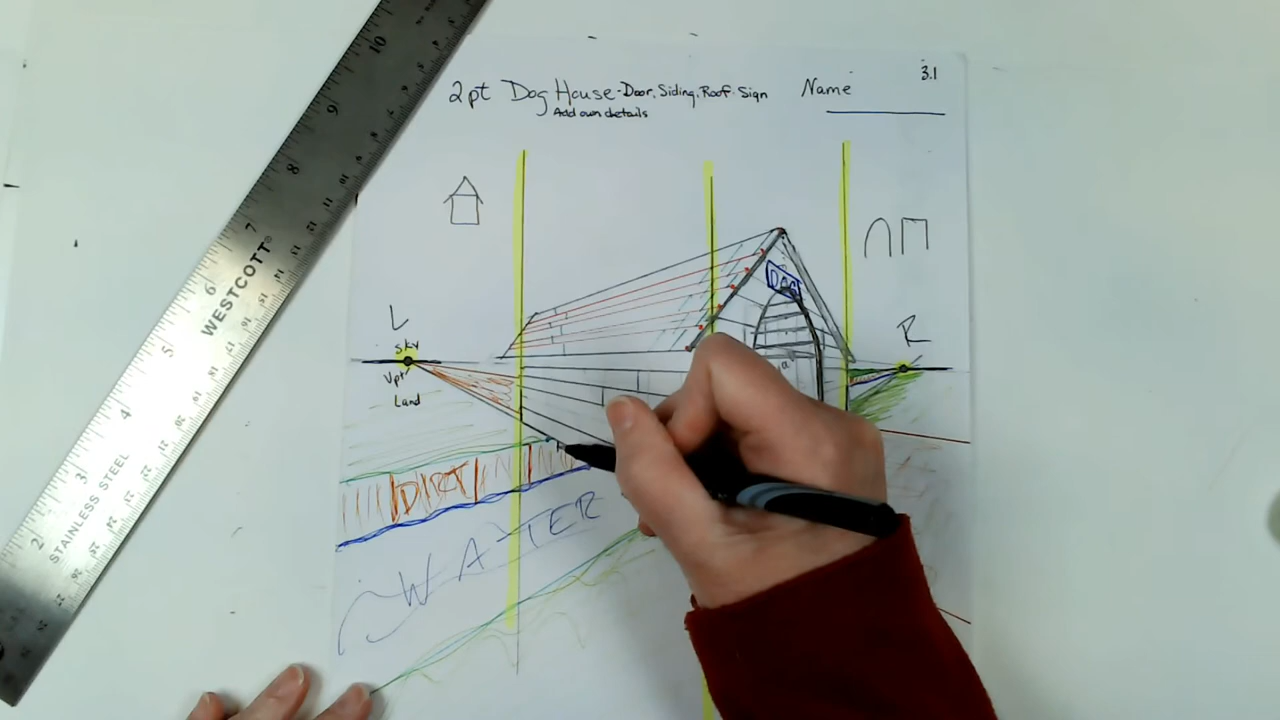 2pt Dog House - Door, Siding, Roof. Sign
Add own details
Name
3.1
L
Sky
Vpt
Land
R
DOG
DIRT
WATER
WESTCOTT
STAINLESS STEEL
10
9
8
7
6
5
4
3
2